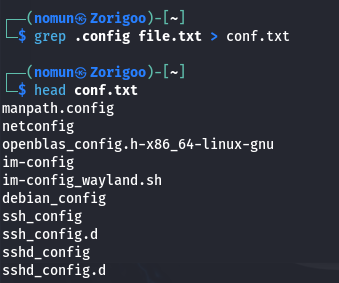 ┌──(nomun㉿Zorigoo)-[~]
└─$ grep .config file.txt > conf.txt
┌──(nomun㉿Zorigoo)-[~]
└─$ head conf.txt
manpath.config
netconfig
openblas_config.h-x86_64-linux-gnu
im-config
im-config_wayland.sh
debian_config
ssh_config
ssh_config.d
sshd_config
sshd_config.d